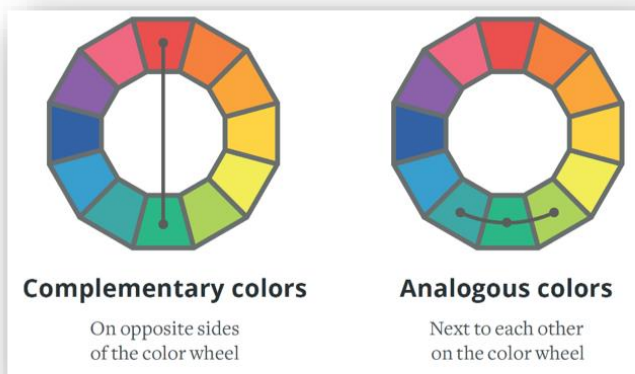 Complementary colors
On opposite sides
of the color wheel
Analogous colors
Next to each other
on the color wheel